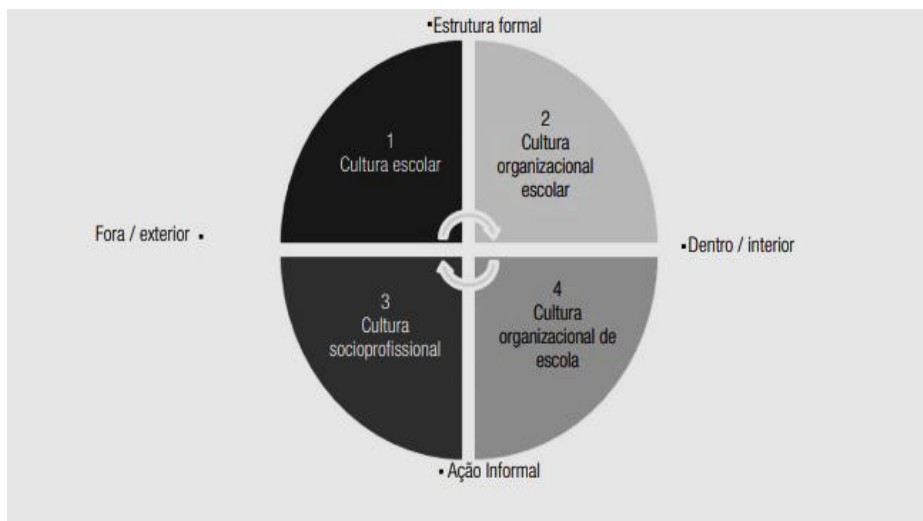 ▪Estrutura formal
1
Cultura escolar
2
Cultura
organizacional
escolar
Fora / exterior ▪
▪Dentro / interior
3
Cultura
socioprofissional
4
Cultura
organizacional de
escola
▪ Ação Informal